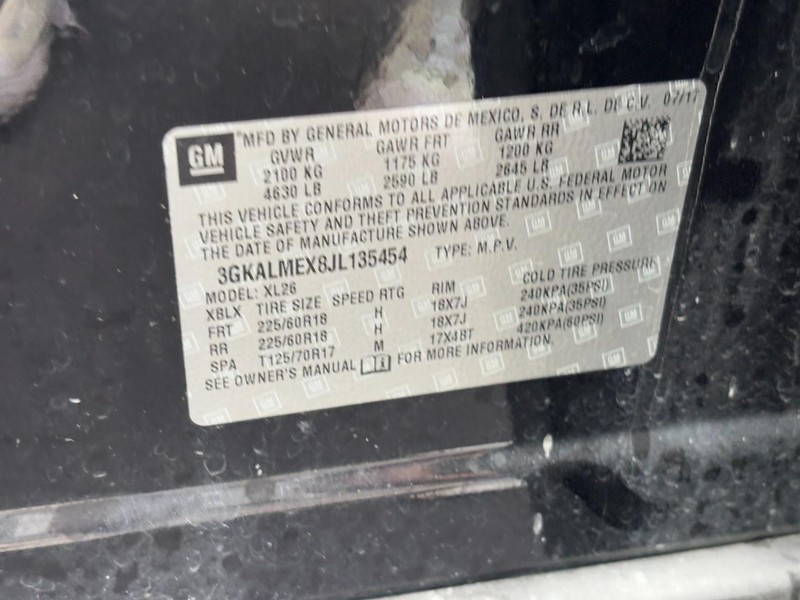 GM
MFD BY GENERAL MOTORS DE MEXICO, S. DE R.L. DE C.V. 07/17
GVWR GAWR FRT GAWR RR
2100 KG 1175 KG 1200 KG
4630 LB 2590 LB 2645 LB
THIS VEHICLE CONFORMS TO ALL APPLICABLE U.S. FEDERAL MOTOR
VEHICLE SAFETY AND THEFT PREVENTION STANDARDS IN EFFECT ON
THE DATE OF MANUFACTURE SHOWN ABOVE.
3GKALMEX8JL135454 TYPE: M.P.V.
MODEL: XL26
XBLX TIRE SIZE SPEED RTG RIM COLD TIRE PRESSURE
FRT 225/60R18 H 18X7J 240KPA(35PSI)
RR 225/60R18 H 18X7J 240KPA(35PSI)
SPA T125/70R17 M 17X4BT 420KPA(60PSI)
SEE OWNER'S MANUAL FOR MORE INFORMATION.